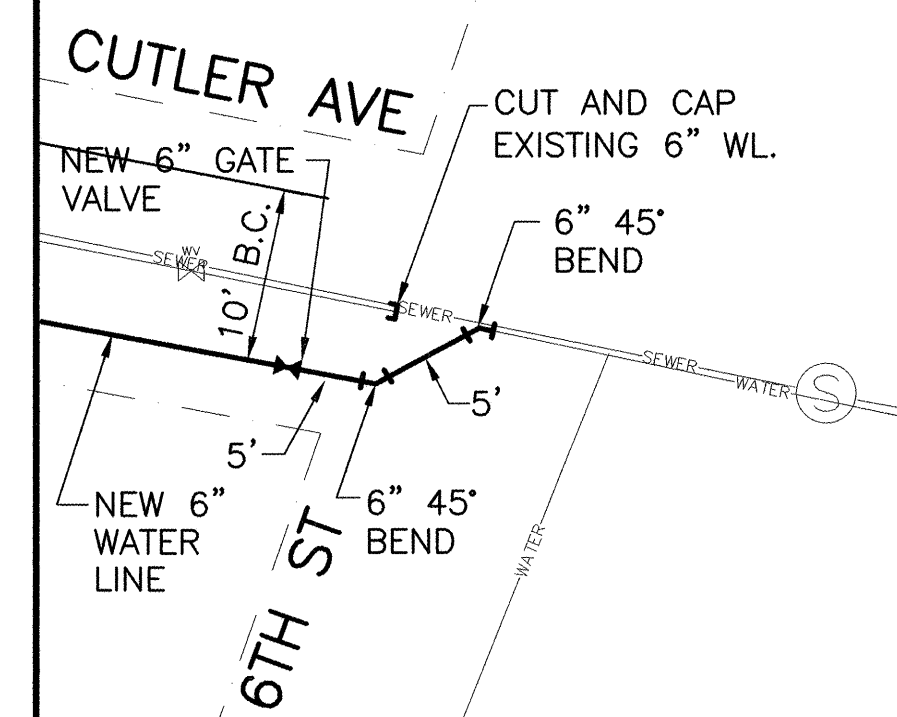 CUTLER AVE
CUT AND CAP
EXISTING 6" WL.
NEW 6" GATE
VALVE
6" 45°
BEND
10' B.C.
WV
SEWER
SEWER
SEWER
WATER
S
5'
5'
NEW 6"
WATER
LINE
6" 45°
BEND
WATER
6TH ST